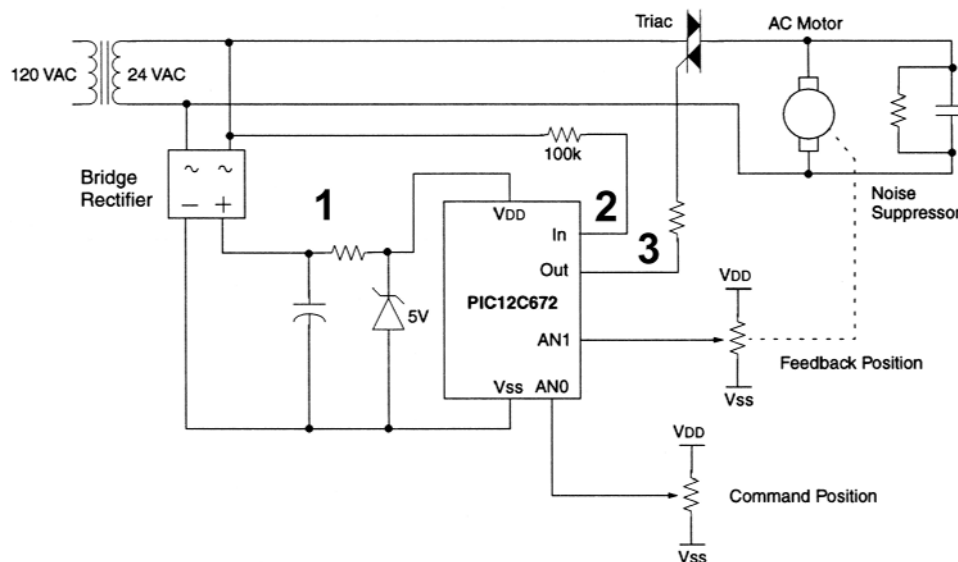 Triac
AC Motor
120 VAC
24 VAC
100k
Bridge
Rectifier
~ ~
− +
1
VDD
2
In
3
Noise
Suppressor
Out
PIC12C672
5V
VDD
AN1
Feedback Position
Vss
AN0
Vss
VDD
Command Position
Vss